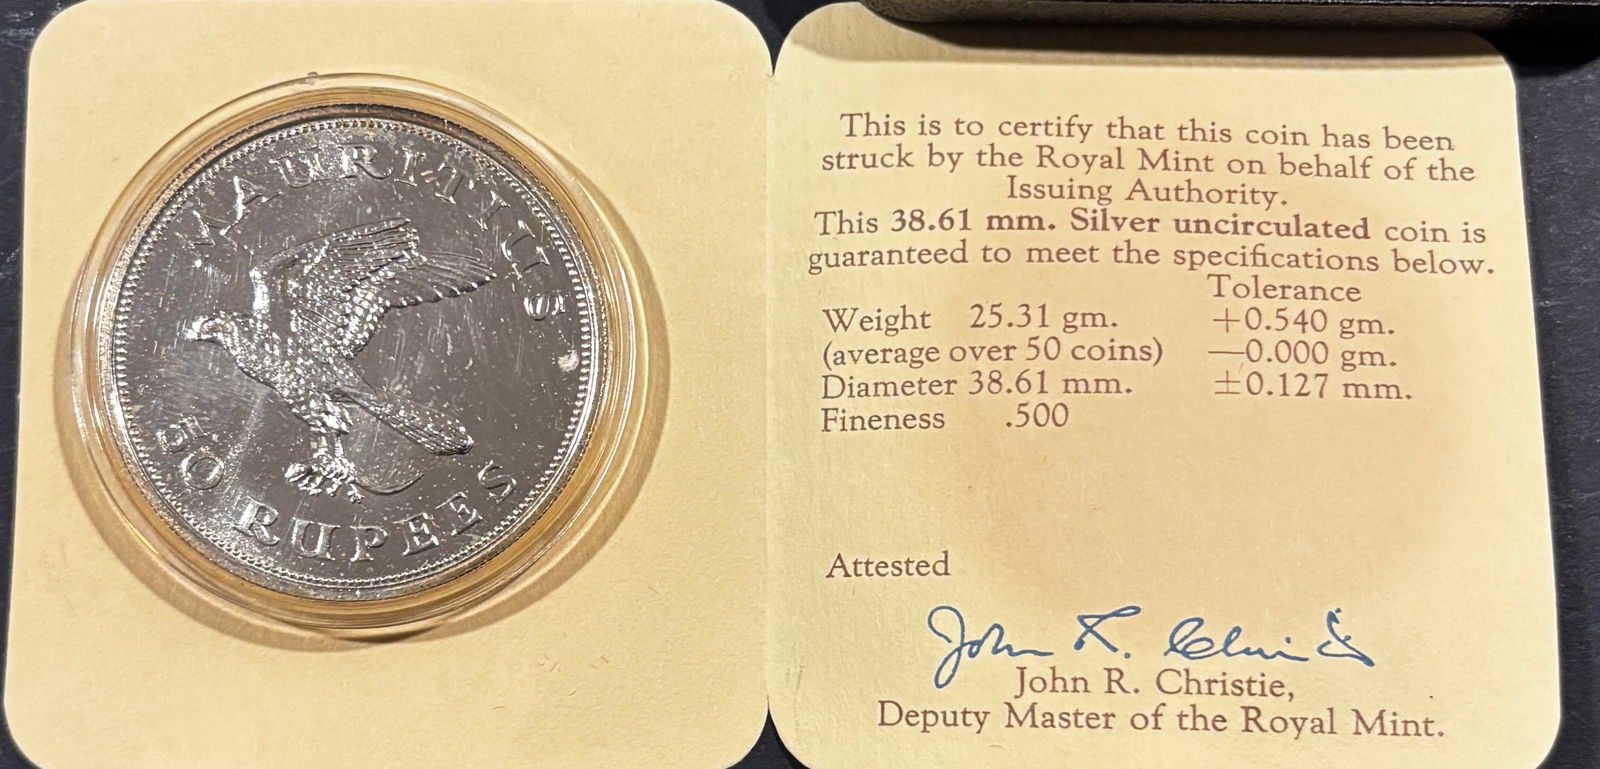 MAURITIUS
50 RUPEES
This is to certify that this coin has been
struck by the Royal Mint on behalf of the
Issuing Authority.
This 38.61 mm. Silver uncirculated coin is
guaranteed to meet the specifications below.
Tolerance
Weight 25.31 gm. +0.540 gm.
(average over 50 coins) —0.000 gm.
Diameter 38.61 mm. ±0.127 mm.
Fineness .500
Attested
John R. Christie
John R. Christie,
Deputy Master of the Royal Mint.